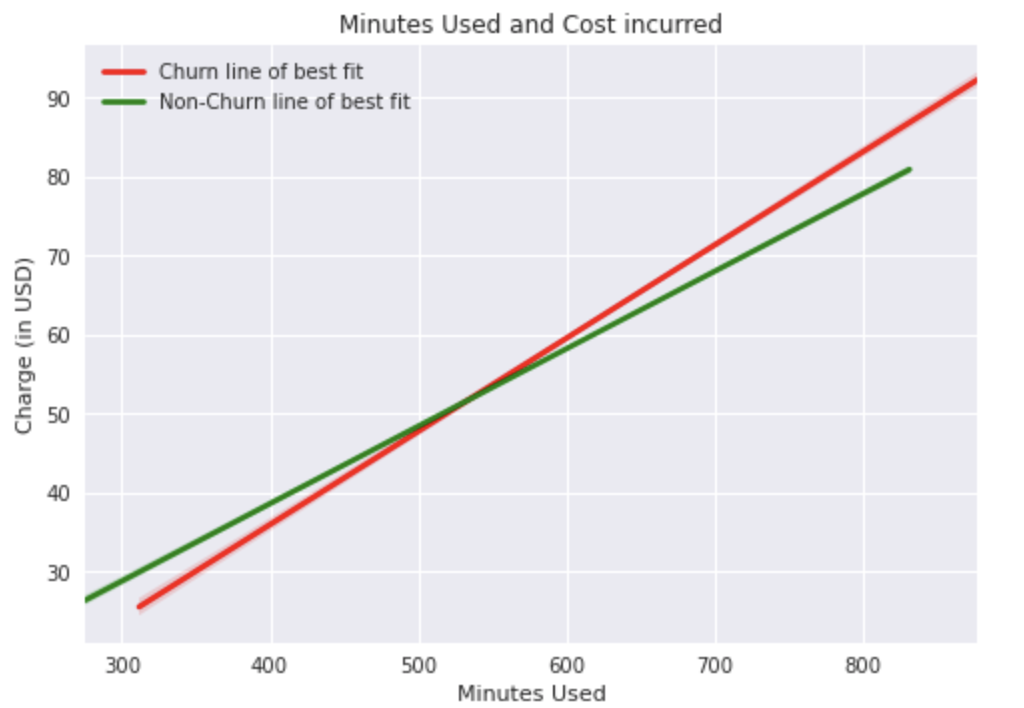 Minutes Used and Cost incurred
Churn line of best fit
Non-Churn line of best fit
90
80
70
60
50
40
30
Charge (in USD)
300 400 500 600 700 800
Minutes Used